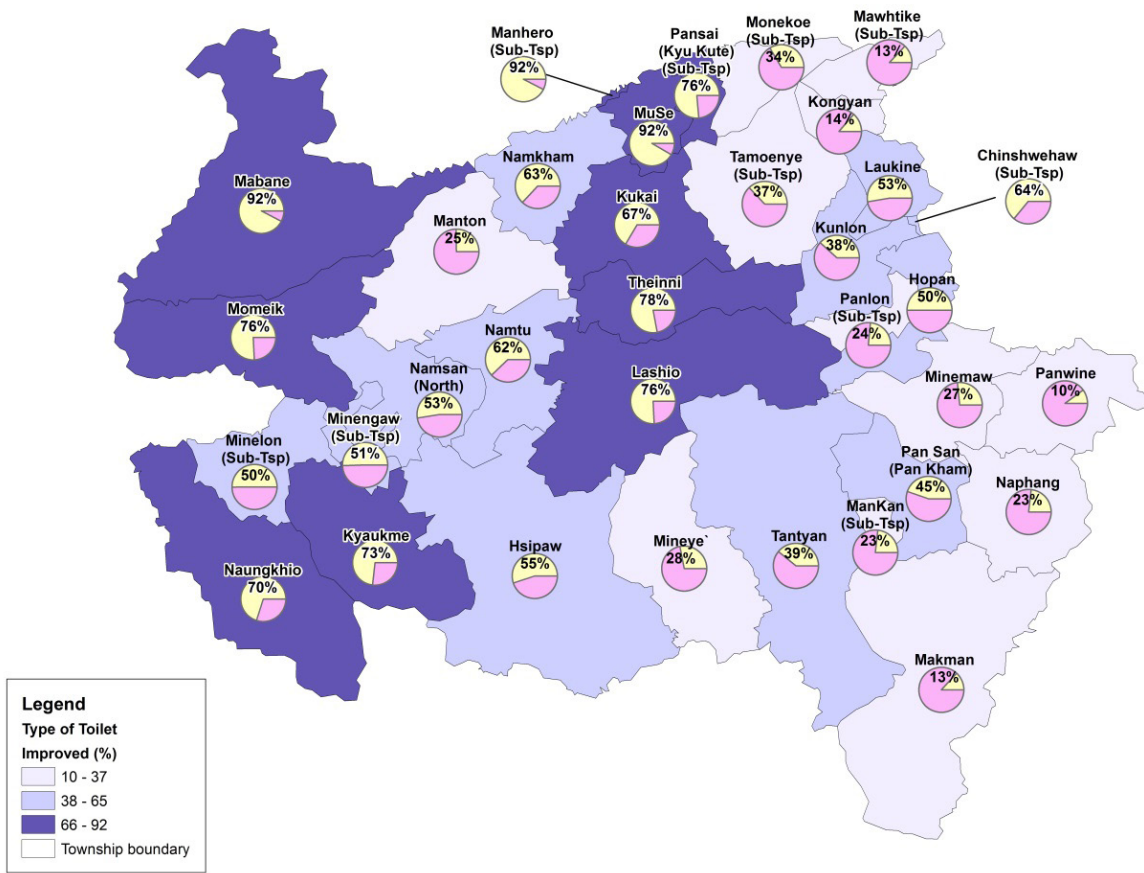 Manhero
(Sub-Tsp)
92%
Pansai
(Kyu Kute)
(Sub-Tsp)
76%
Monekoe
(Sub-Tsp)
34%
Mawhtike
(Sub-Tsp)
13%
MuSe
92%
Kongyan
14%
Namkham
63%
Tamoenye
(Sub-Tsp)
37%
Laukine
53%
Chinshwehaw
64%
Mabane
92%
Kukai
67%
Manton
25%
Kunlon
38%
Theinni
78%
Hopan
50%
Momeik
76%
Panlon
(Sub-Tsp)
24%
Namtu
62%
Namsan
(North)
53%
Lashio
76%
Minemaw
27%
Panwine
10%
Minengaw
(Sub-Tsp)
51%
Minelon
(Sub-Tsp)
50%
Pan San
(Pan Kham)
45%
Naphang
23%
ManKan
(Sub-Tsp)
23%
Kyaukme
73%
Hsipaw
55%
Mineye`
28%
Tantyan
39%
Naungkhio
70%
Makman
13%
Legend
Type of Toilet
Improved (%)
10 - 37
38 - 65
66 - 92
Township boundary